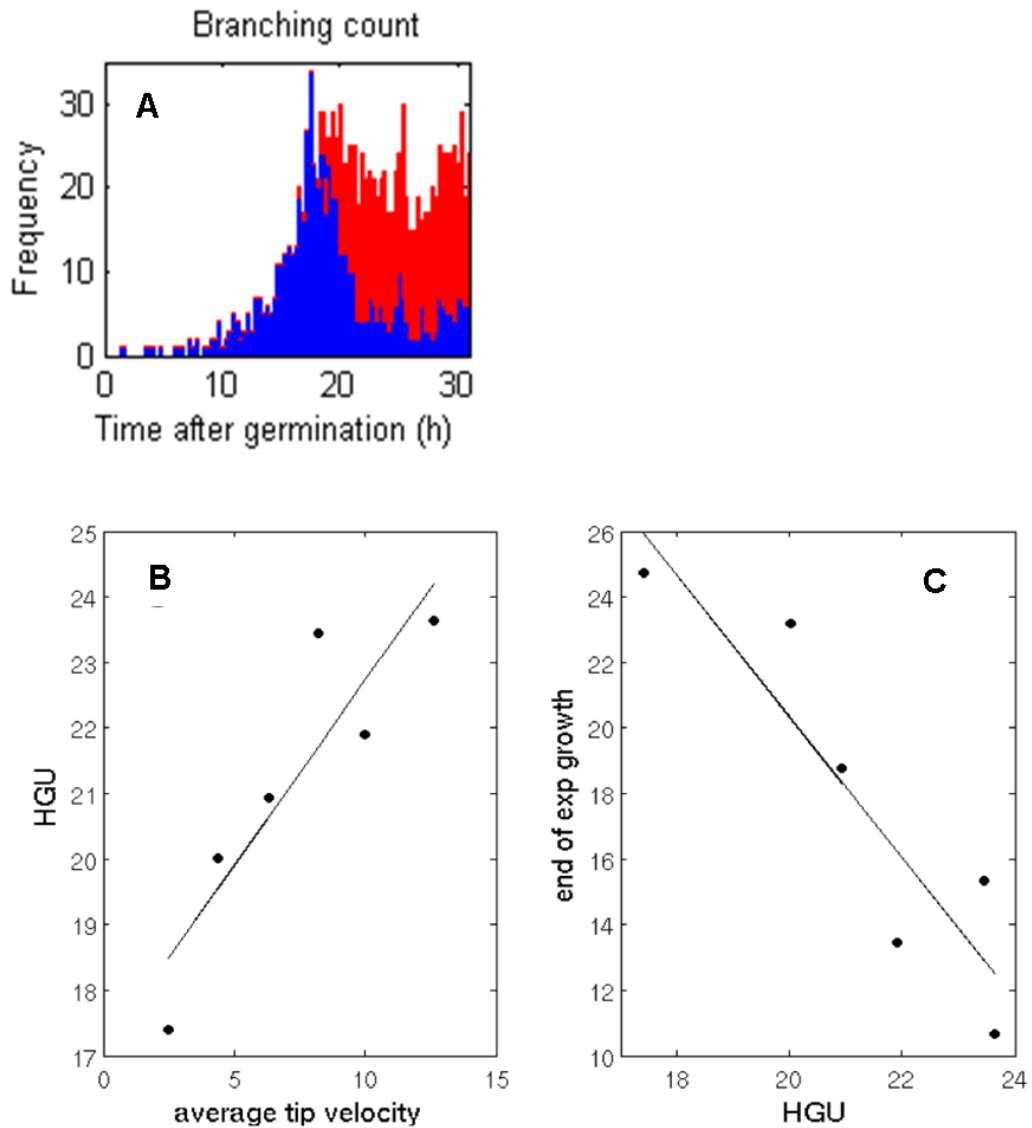 Branching count
A
30
20
10
0
Frequency
0 10 20 30
Time after germination (h)
B
25
24
23
22
21
20
19
18
17
HGU
0 5 10 15
average tip velocity
C
26
24
22
20
18
16
14
12
10
end of exp growth
18 20 22 24
HGU